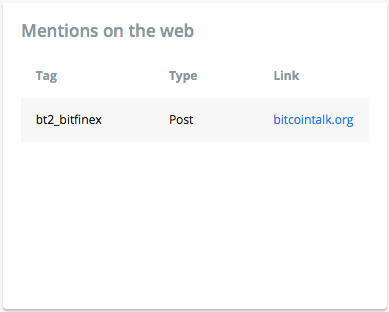 Mentions on the web
Tag Type Link
bt2_bitfinex Post bitcointalk.org